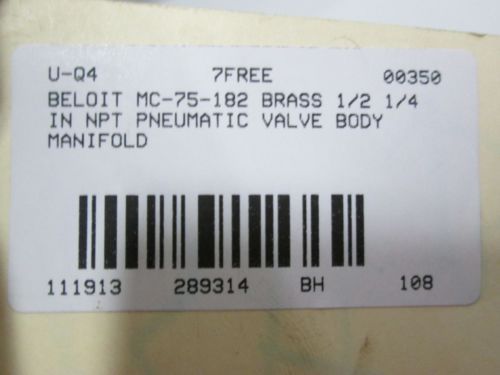 U-Q4 7FREE 00350
BELOIT MC-75-182 BRASS 1/2 1/4
IN NPT PNEUMATIC VALVE BODY
MANIFOLD
111913 289314 BH 108